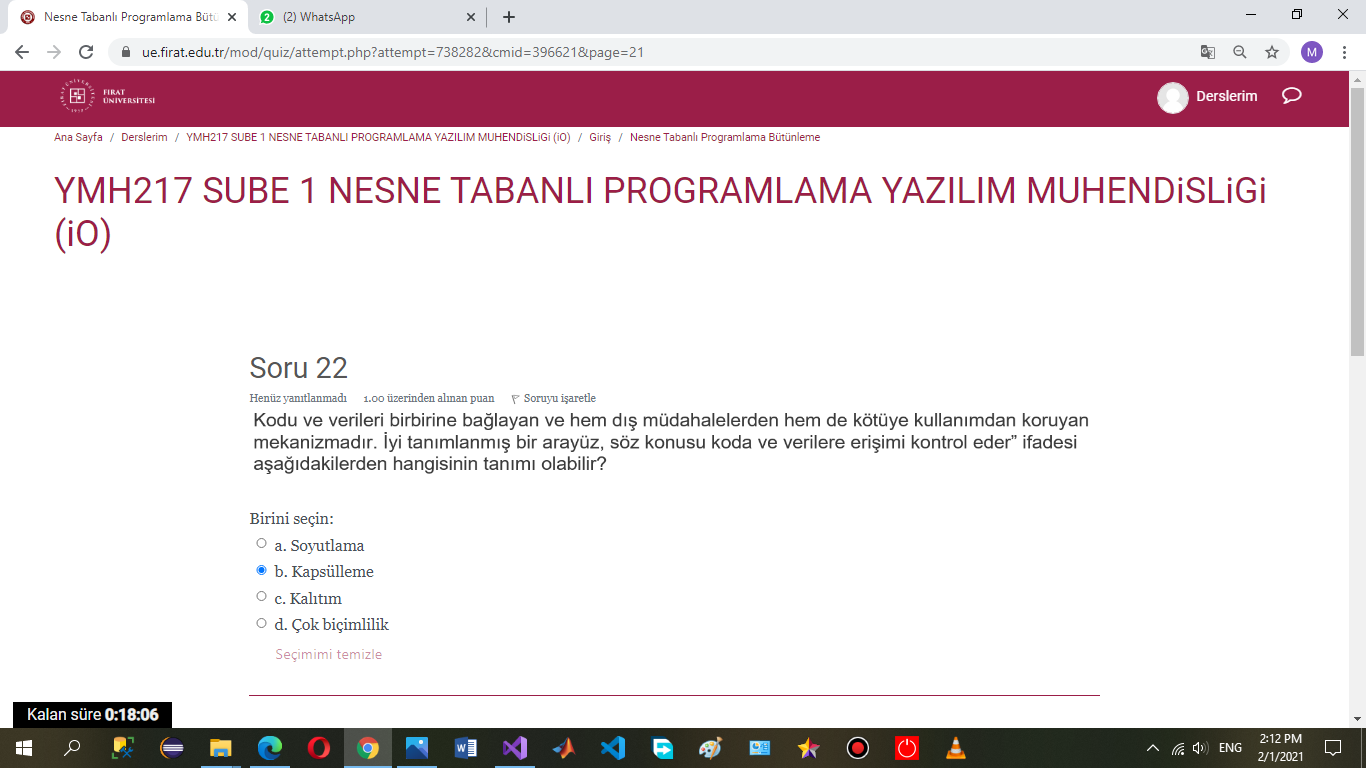 Nesne Tabanlı Programlama Bütü
(2) WhatsApp
ue.firat.edu.tr/mod/quiz/attempt.php?attempt=738282&cmid=396621&page=21
M
FIRAT
ÜNİVERSİTESİ
Derslerim
Ana Sayfa / Derslerim / YMH217 SUBE 1 NESNE TABANLI PROGRAMLAMA YAZILIM MUHENDiSLiGi (iO) / Giriş / Nesne Tabanlı Programlama Bütünleme
YMH217 SUBE 1 NESNE TABANLI PROGRAMLAMA YAZILIM MUHENDiSLiGi
(iO)
Soru 22
Henüz yanıtlanmadı 1.00 üzerinden alınan puan Soruyu işaretle
Kodu ve verileri birbirine bağlayan ve hem dış müdahalelerden hem de kötüye kullanımdan koruyan
mekanizmadır. İyi tanımlanmış bir arayüz, söz konusu koda ve verilere erişimi kontrol eder” ifadesi
aşağıdakilerden hangisinin tanımı olabilir?
Birini seçin:
a. Soyutlama
b. Kapsülleme
c. Kalıtım
d. Çok biçimlilik
Seçimimi temizle
Kalan süre 0:18:06
ENG
2:12 PM
2/1/2021